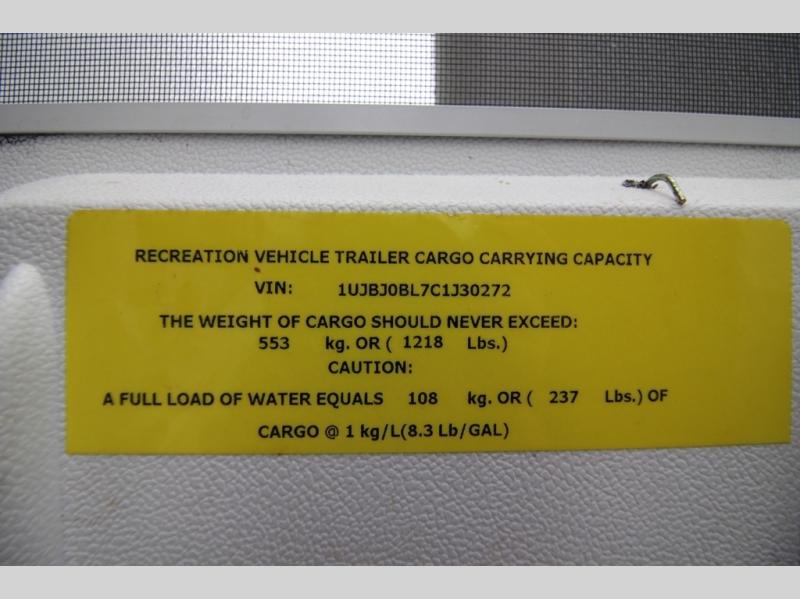 RECREATION VEHICLE TRAILER CARGO CARRYING CAPACITY
VIN: 1UJBJ0BL7C1J30272
THE WEIGHT OF CARGO SHOULD NEVER EXCEED:
553 kg. OR ( 1218 Lbs.)
CAUTION:
A FULL LOAD OF WATER EQUALS 108 kg. OR ( 237 Lbs.) OF
CARGO @ 1 kg/L(8.3 Lb/GAL)